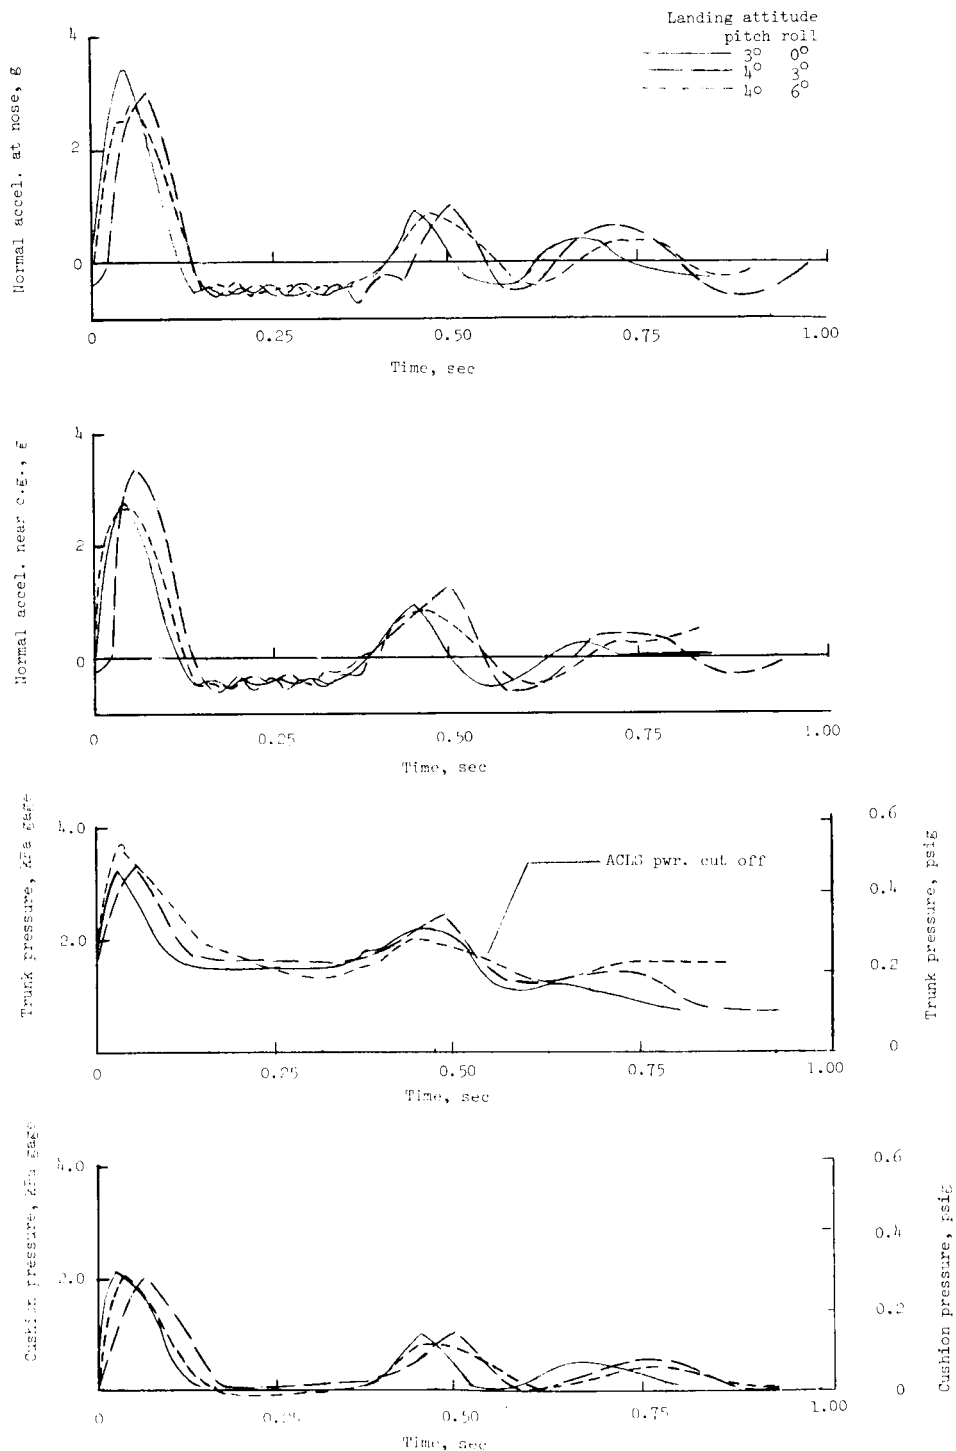 Landing attitude
pitch roll
3° 0°
4° 3°
4° 6°
Normal accel. at nose, g
4
2
0
0 0.25 0.50 0.75 1.00
Time, sec
Normal accel. near c.g., g
4
2
0
0 0.25 0.50 0.75 1.00
Time, sec
Trunk pressure, kPa gage
4.0
2.0
ACLS pwr. cut off
0.6
0.4
0.2
0
Trunk pressure, psig
0 0.25 0.50 0.75 1.00
Time, sec
Cushion pressure, kPa gage
4.0
2.0
0.6
0.4
0.2
0
Cushion pressure, psig
0 0.25 0.50 0.75 1.00
Time, sec